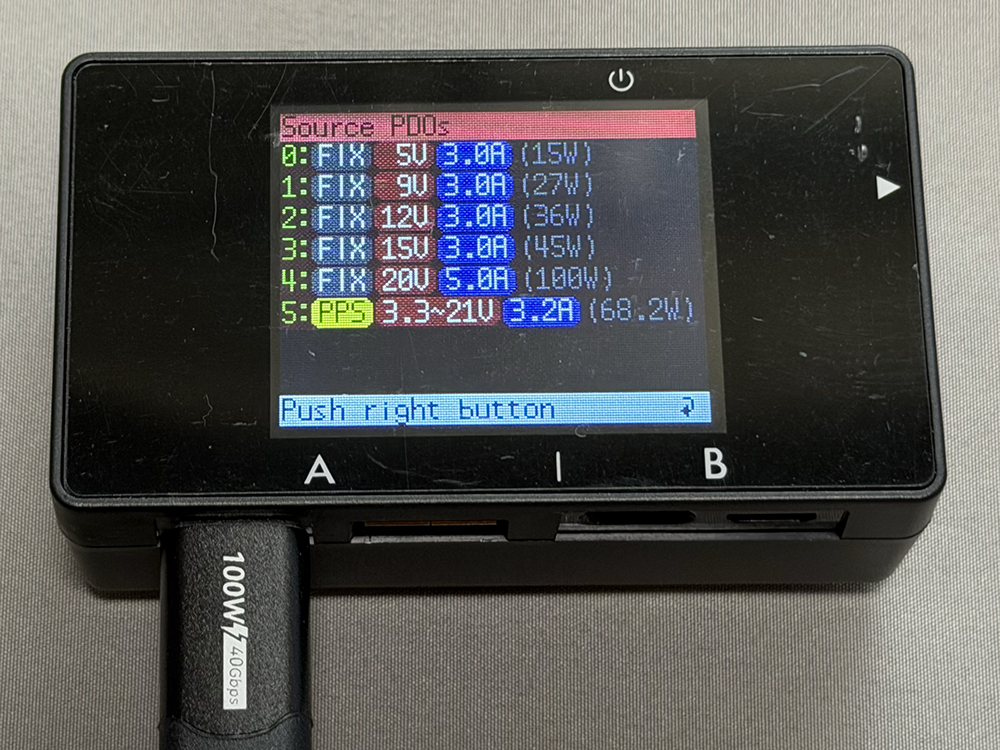 Source PDOs
0:FIX 5V 3.0A (15W)
1:FIX 9V 3.0A (27W)
2:FIX 12V 3.0A (36W)
3:FIX 15V 3.0A (45W)
4:FIX 20V 5.0A (100W)
5:PPS 3.3~21V 3.2A (68.2W)
Push right button
A | B
100W 40Gbps